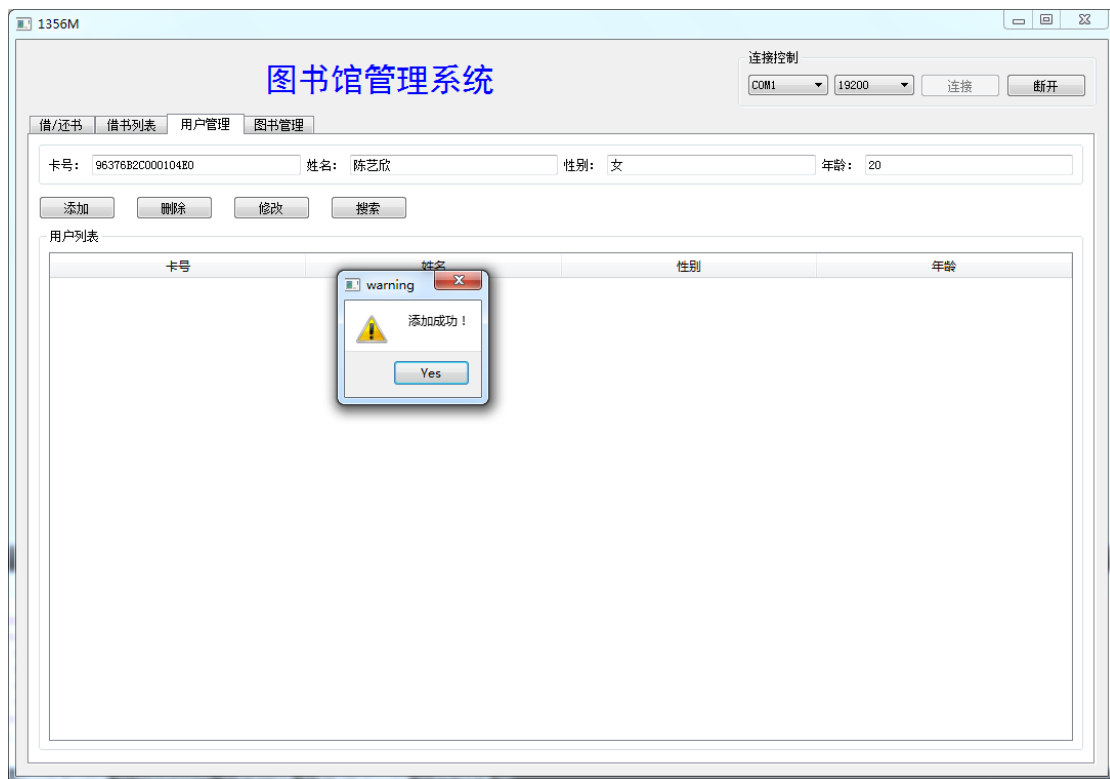 1356M
图书馆管理系统
连接控制
COM1 19200 连接 断开
借/还书 借书列表 用户管理 图书管理
卡号： 96376B2C000104E0 姓名： 陈艺欣 性别： 女 年龄： 20
添加 删除 修改 搜索
用户列表
卡号 姓名 性别 年龄
warning
添加成功！
Yes